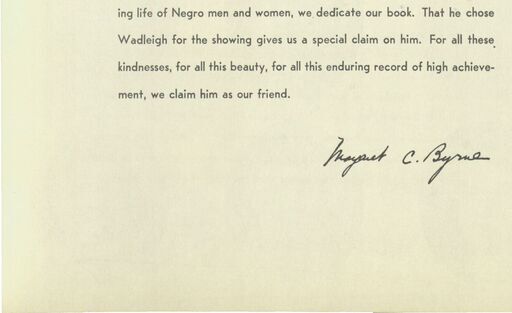 ing life of Negro men and women, we dedicate our book. That he chose
Wadleigh for the showing gives us a special claim on him. For all these
kindnesses, for all this beauty, for all this enduring record of high achieve-
ment, we claim him as our friend.
Margaret C. Byrne